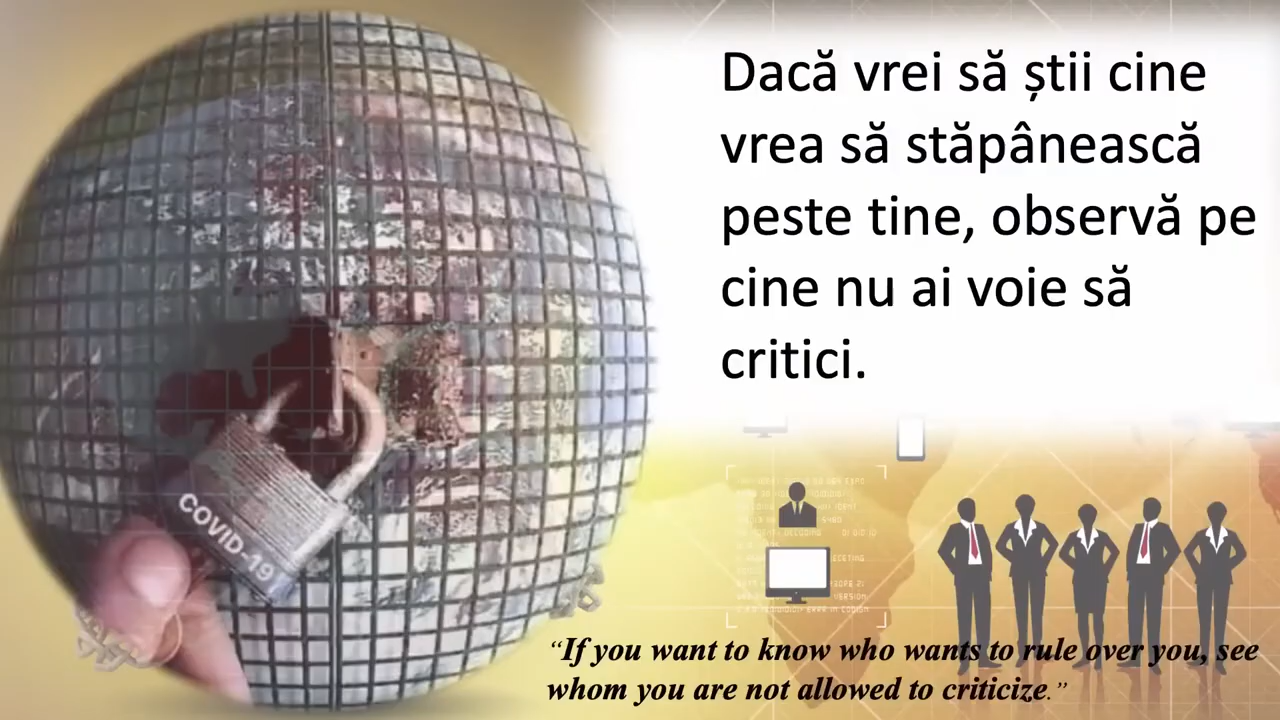 Dacă vrei să știi cine
vrea să stăpânească
peste tine, observă pe
cine nu ai voie să
critici.
COVID-19
“If you want to know who wants to rule over you, see
whom you are not allowed to criticize.”